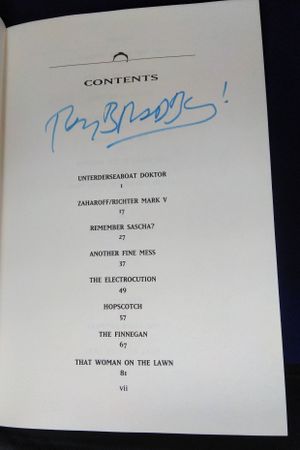 CONTENTS
Ray Bradbury!
UNTERDERSEABOAT DOKTOR
1
ZAHAROFF/RICHTER MARK V
17
REMEMBER SASCHA?
27
ANOTHER FINE MESS
37
THE ELECTROCUTION
49
HOPSCOTCH
57
THE FINNEGAN
67
THAT WOMAN ON THE LAWN
81
vii